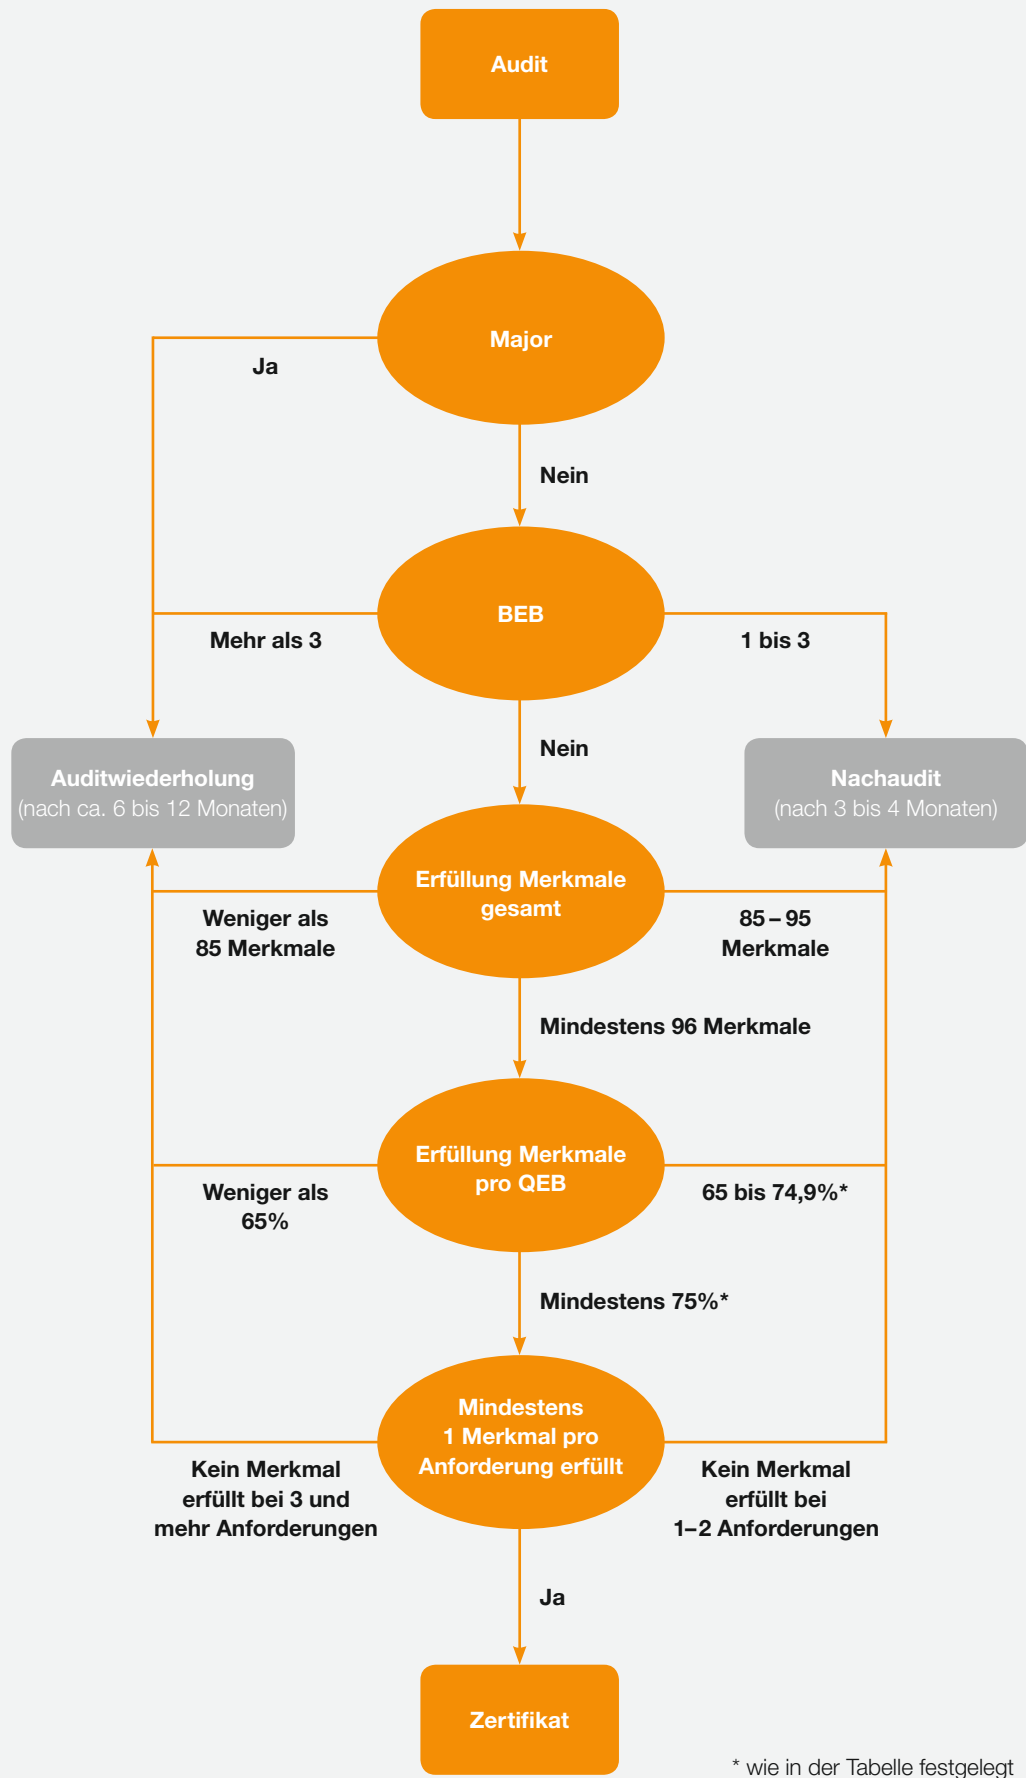 Audit
Major
Ja
Nein
BEB
Mehr als 3
1 bis 3
Nein
Auditwiederholung
(nach ca. 6 bis 12 Monaten)
Nachaudit
(nach 3 bis 4 Monaten)
Erfüllung Merkmale
gesamt
Weniger als
85 Merkmale
85 – 95
Merkmale
Mindestens 96 Merkmale
Erfüllung Merkmale
pro QEB
Weniger als
65%
65 bis 74,9%*
Mindestens 75%*
Mindestens
1 Merkmal pro
Anforderung erfüllt
Kein Merkmal
erfüllt bei 3 und
mehr Anforderungen
Kein Merkmal
erfüllt bei
1–2 Anforderungen
Ja
Zertifikat
* wie in der Tabelle festgelegt